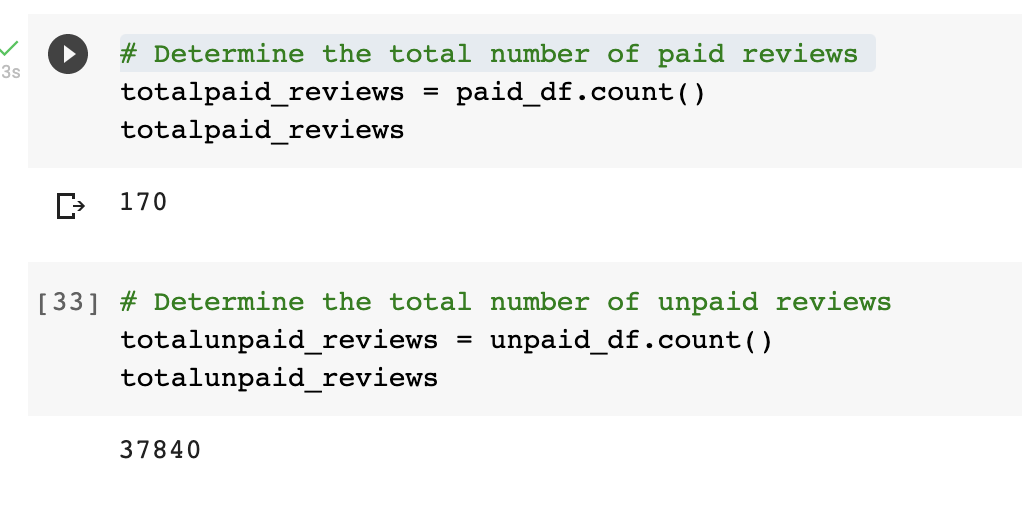 # Determine the total number of paid reviews
3s
totalpaid_reviews = paid_df.count()
totalpaid_reviews
170
[33] # Determine the total number of unpaid reviews
totalunpaid_reviews = unpaid_df.count()
totalunpaid_reviews
37840